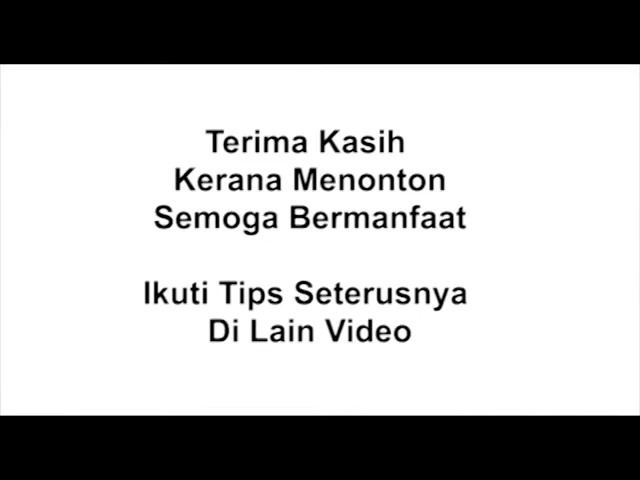 Terima Kasih
Kerana Menonton
Semoga Bermanfaat
Ikuti Tips Seterusnya
Di Lain Video